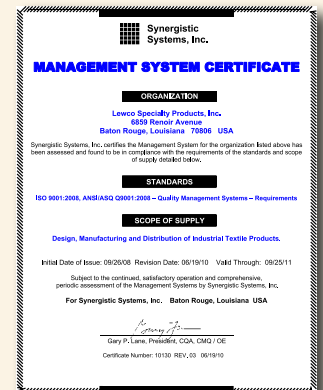 Synergistic
Systems, Inc.
MANAGEMENT SYSTEM CERTIFICATE
ORGANIZATION
Lewco Specialty Products, Inc.
6859 Renoir Avenue
Baton Rouge, Louisiana 70806 USA
Synergistic Systems, Inc. certifies the Management System for the organization listed above has
been assessed and found to be in compliance with the requirements of the standards and scope
of supply detailed below.
STANDARDS
ISO 9001:2008, ANSI/ASQ Q9001:2008 – Quality Management Systems – Requirements
SCOPE OF SUPPLY
Design, Manufacturing and Distribution of Industrial Textile Products.
Initial Date of Issue: 09/26/08 Revision Date: 06/19/10 Valid Through: 09/25/11
Subject to the continued, satisfactory operation and comprehensive,
periodic assessment of the Management Systems by Synergistic Systems, Inc.
For Synergistic Systems, Inc. Baton Rouge, Louisiana USA
Gary P. Lane, President, CQA, CMQ / OE
Certificate Number: 10130 REV, 03 06/19/10